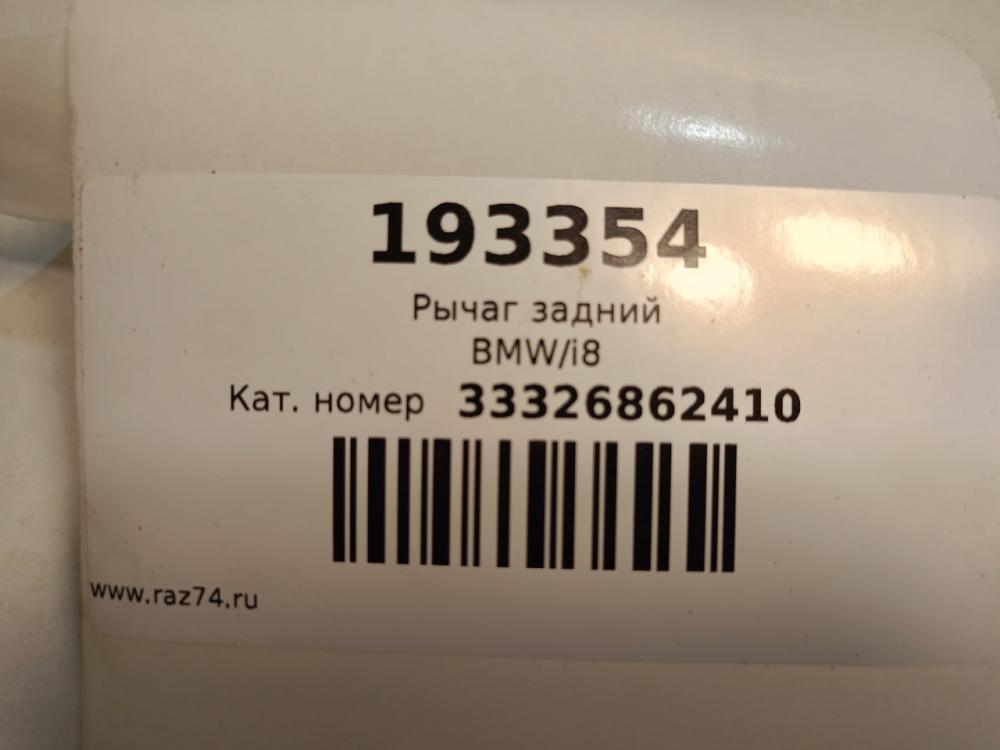 193354
Рычаг задний
BMW/i8
Кат. номер 33326862410
www.raz74.ru